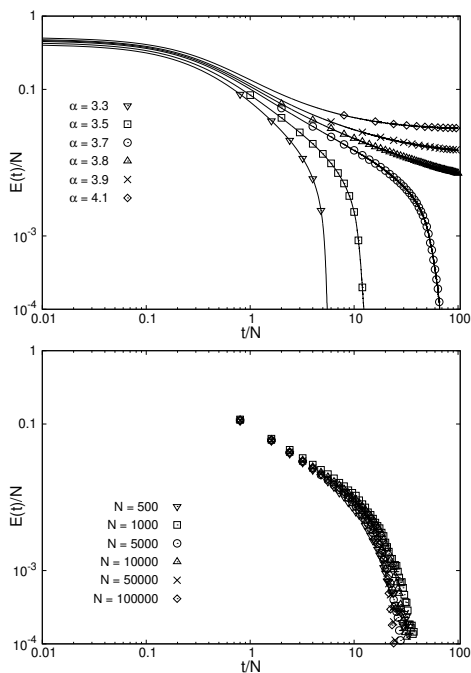 1
0.1
10^-3
10^-4
E(t)/N
α = 3.3
α = 3.5
α = 3.7
α = 3.8
α = 3.9
α = 4.1
0.01 0.1 1 10 100
t/N
1
0.1
10^-3
10^-4
E(t)/N
N = 500
N = 1000
N = 5000
N = 10000
N = 50000
N = 100000
0.01 0.1 1 10 100
t/N